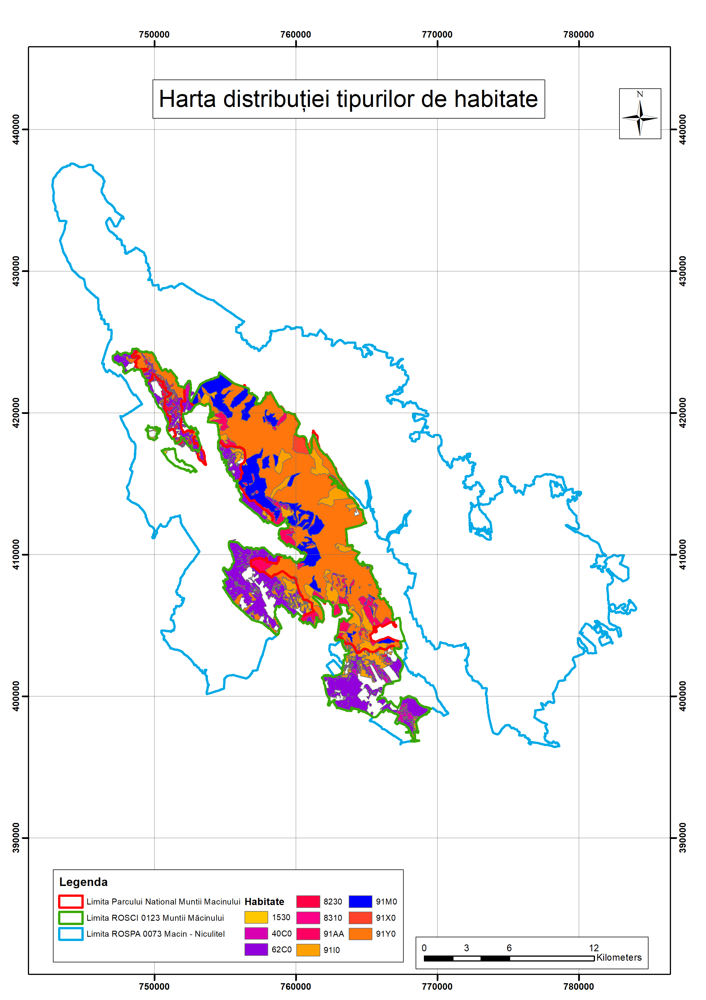 750000 760000 770000 780000
Harta distribuției tipurilor de habitate
N
440000 440000
430000 430000
420000 420000
410000 410000
400000 400000
390000 390000
Legenda
Limita Parcului National Muntii Macinului
Limita ROSCI 0123 Muntii Măcinului
Limita ROSPA 0073 Macin - Niculitel
Habitate
1530
40C0
62C0
8230
8310
91AA
91I0
91M0
91X0
91Y0
0 3 6 12
Kilometers
750000 760000 770000 780000